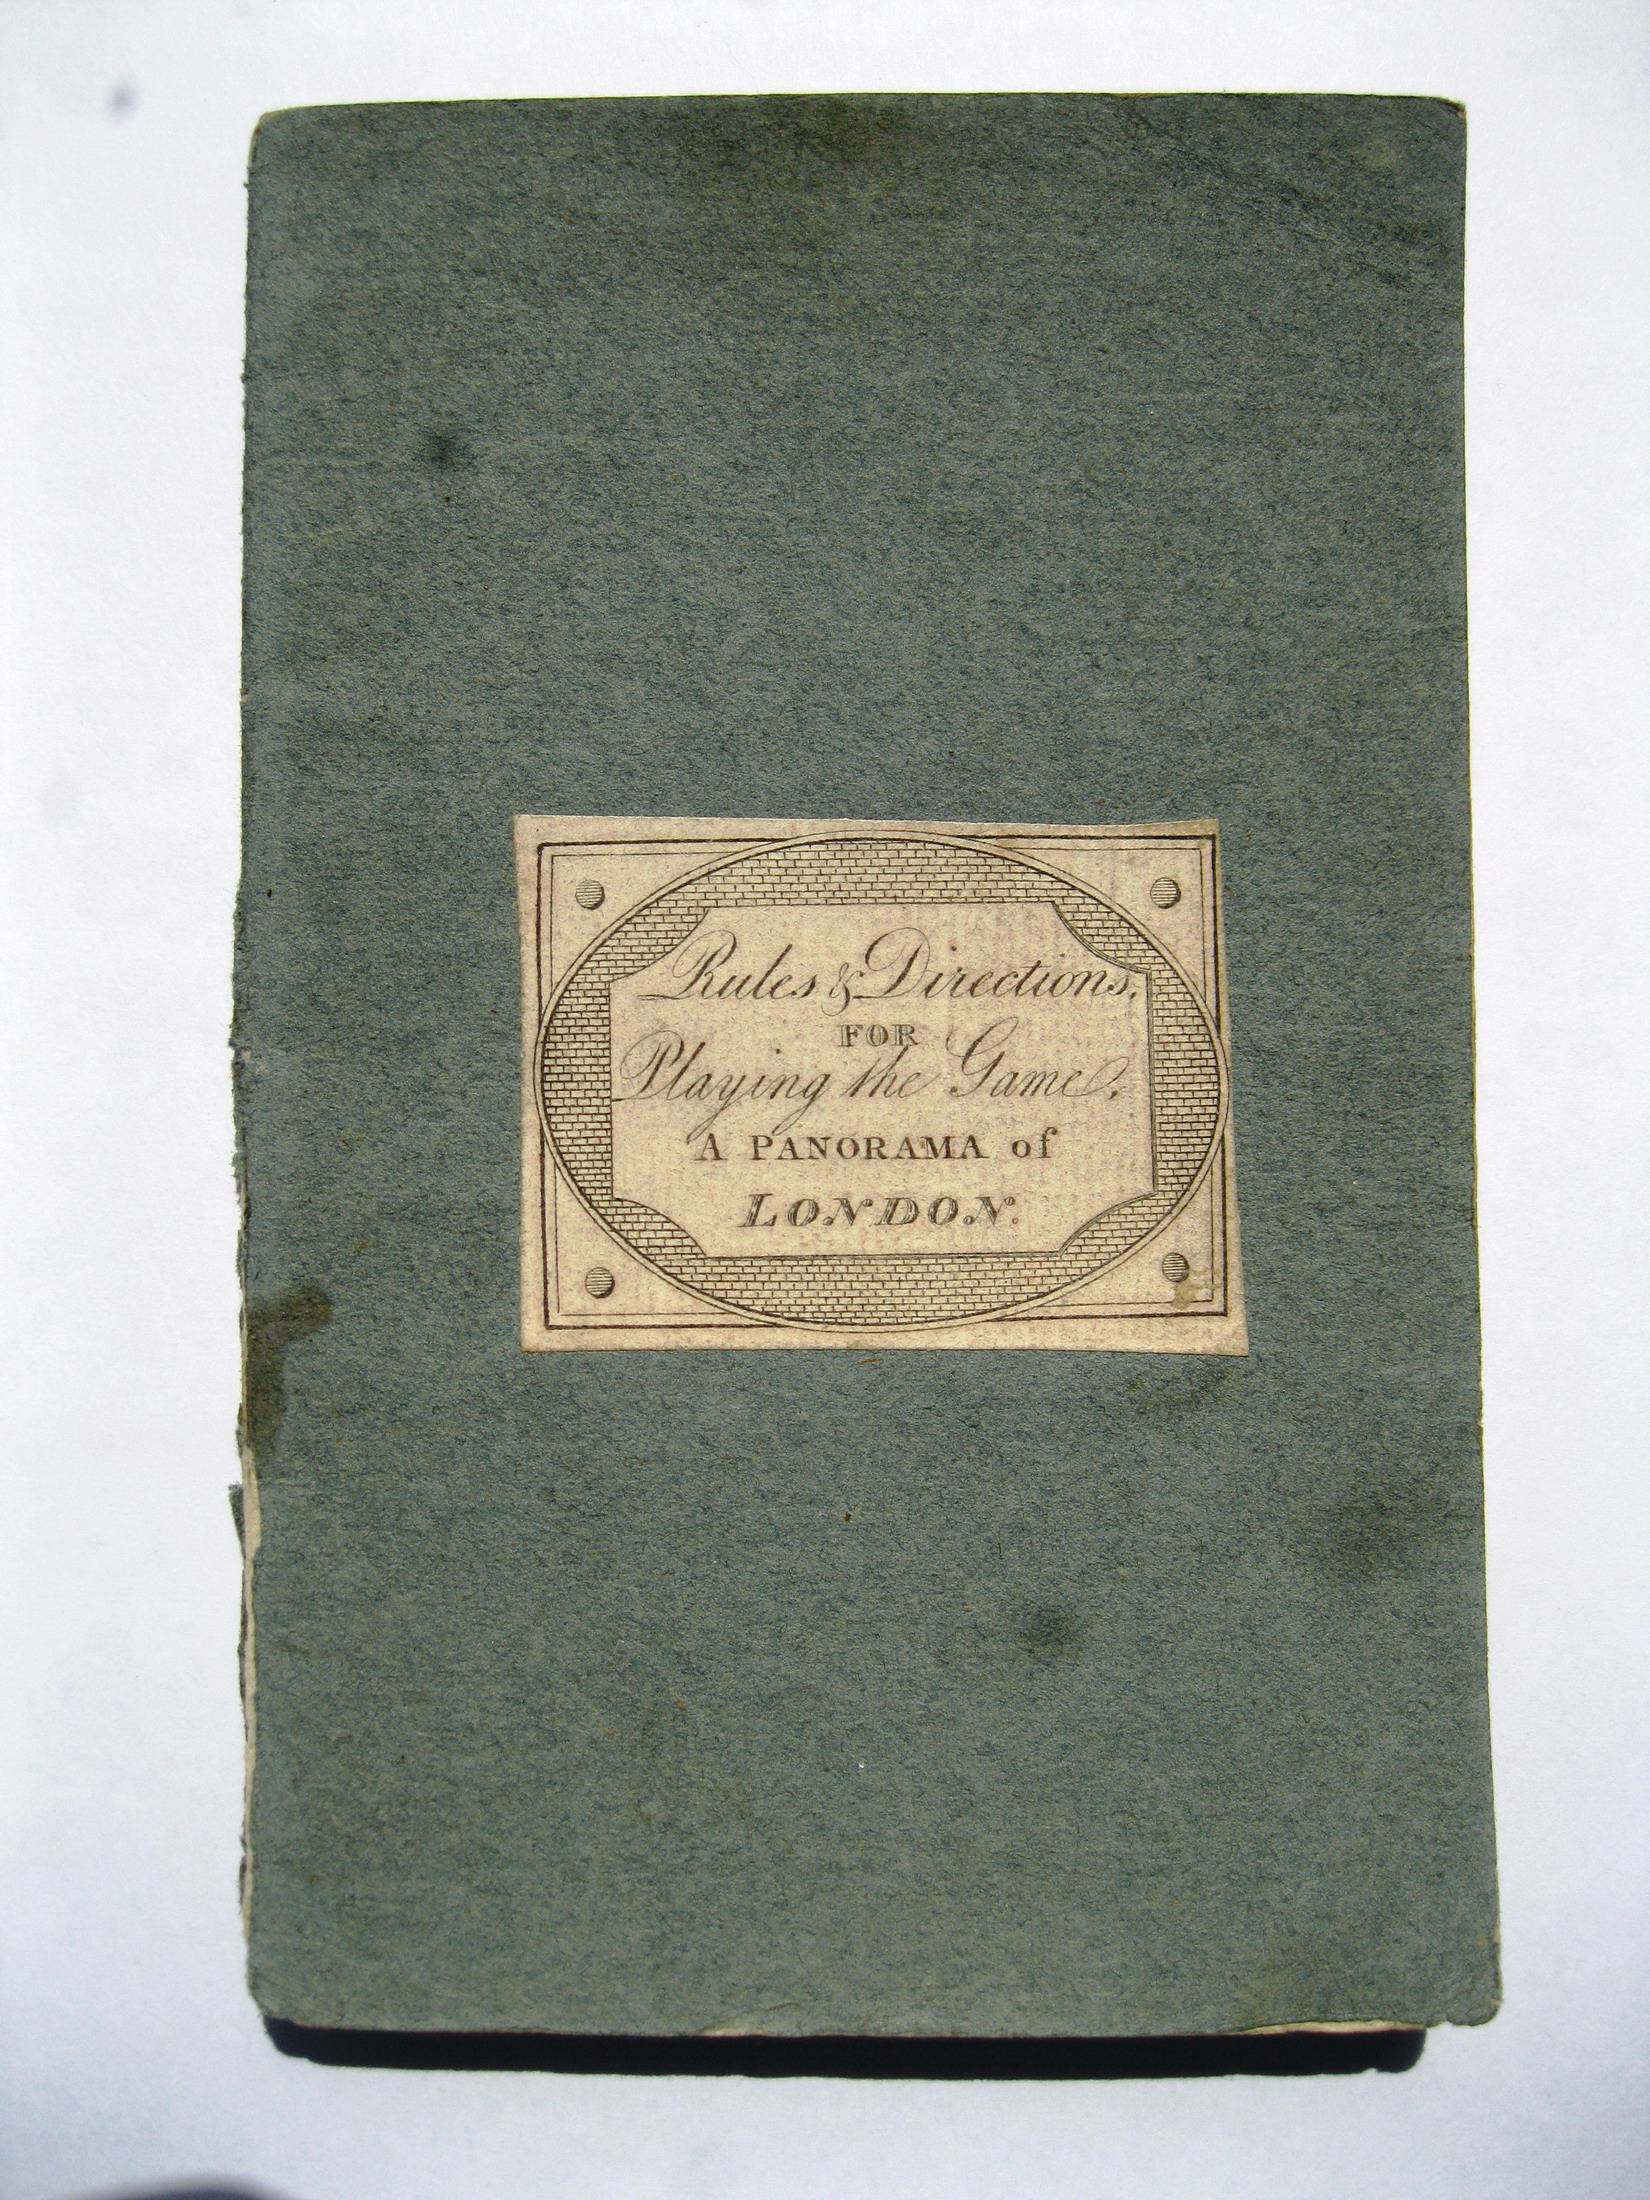 Rules & Directions,
FOR
Playing the Game,
A PANORAMA of
LONDON.